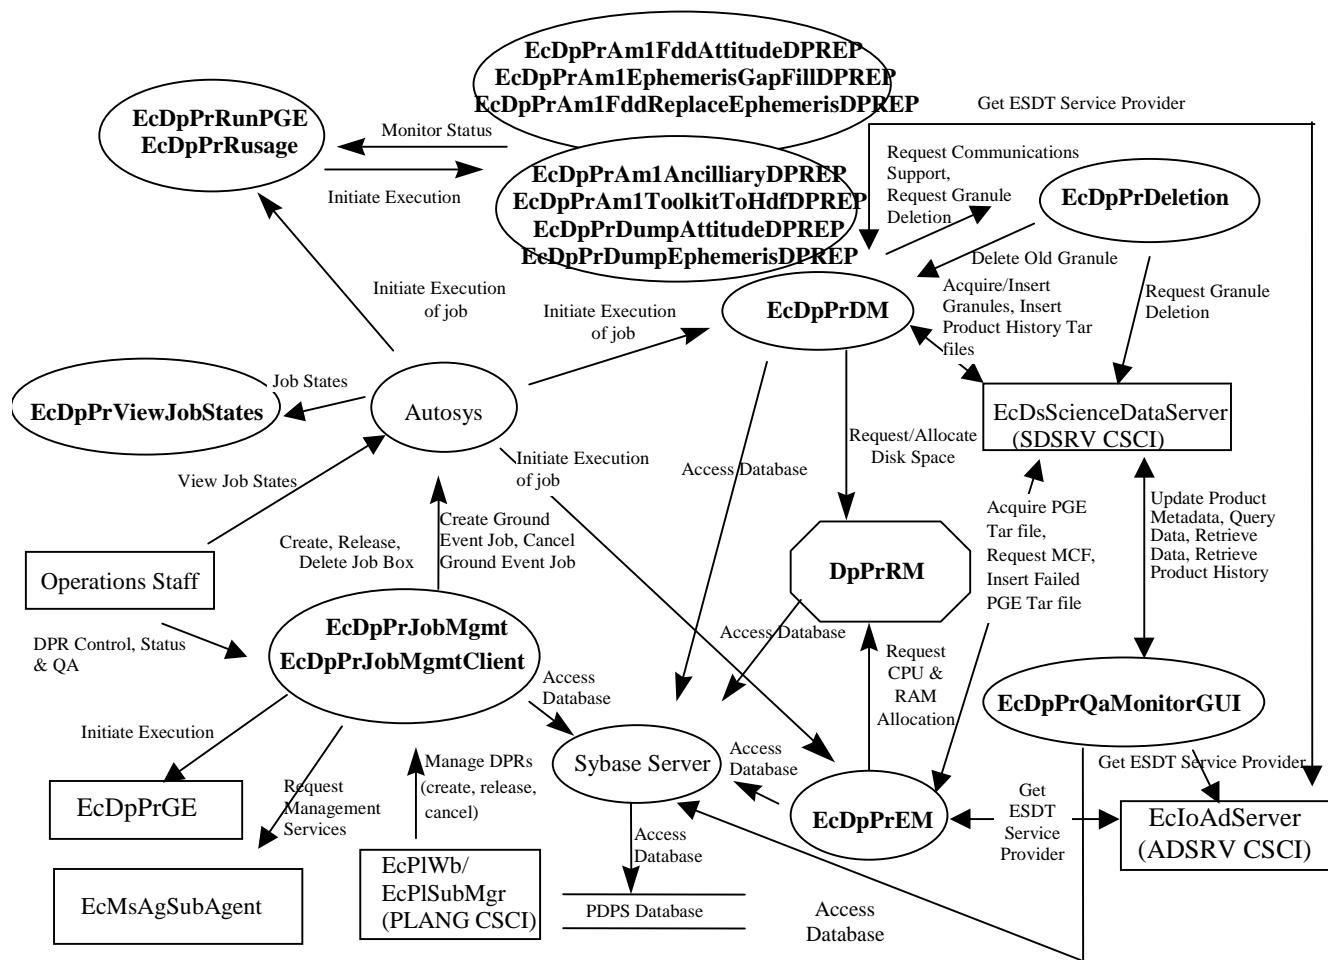 EcDpPrAm1FddAttitudeDPREP
EcDpPrAm1EphemerisGapFillDPREP
EcDpPrAm1FddReplaceEphemerisDPREP
Get ESDT Service Provider
EcDpPrRunPGE
EcDpPrRusage
Monitor Status
Initiate Execution
EcDpPrAm1AncilliaryDPREP
EcDpPrAm1ToolkitToHdfDPREP
EcDpPrDumpAttitudeDPREP
EcDpPrDumpEphemerisDPREP
Request Communications
Support,
Request Granule
Deletion
EcDpPrDeletion
Delete Old Granule
Initiate Execution
of job
Initiate Execution
of job
EcDpPrDM
Acquire/Insert
Granules, Insert
Product History Tar
files
Request Granule
Deletion
Job States
EcDpPrViewJobStates
Autosys
EcDsScienceDataServer
(SDSRV CSCI)
View Job States
Initiate Execution
of job
Access Database
Request/Allocate
Disk Space
Create, Release,
Delete Job Box
Create Ground
Event Job, Cancel
Ground Event Job
Acquire PGE
Tar file,
Request MCF,
Insert Failed
PGE Tar file
Update Product
Metadata, Query
Data, Retrieve
Data, Retrieve
Product History
Operations Staff
DpPrRM
DPR Control, Status
& QA
EcDpPrJobMgmt
EcDpPrJobMgmtClient
Access Database
Request
CPU &
RAM
Allocation
Access
Database
EcDpPrQaMonitorGUI
Initiate Execution
Manage DPRs
(create, release,
cancel)
Sybase Server
Access
Database
Get ESDT Service Provider
EcDpPrGE
Request
Management
Services
EcDpPrEM
Get
ESDT
Service
Provider
EcIoAdServer
(ADSRV CSCI)
EcMsAgSubAgent
EcPlWb/
EcPlSubMgr
(PLANG CSCI)
Access
Database
PDPS Database
Access
Database